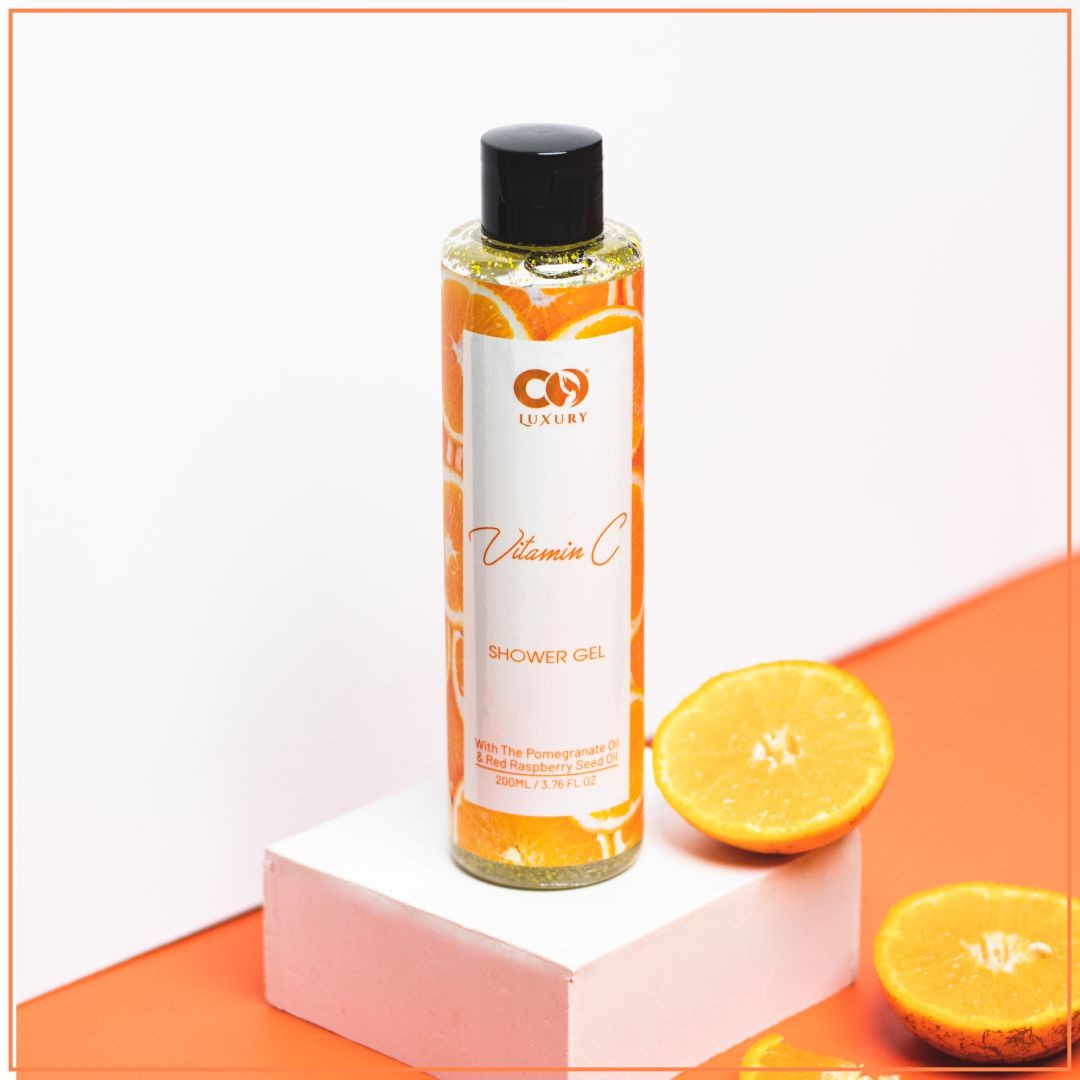 CO®
LUXURY
Vitamin C
SHOWER GEL
With The Pomegranate Oil
& Red Raspberry Seed Oil
200ML / 3.76 FL OZ